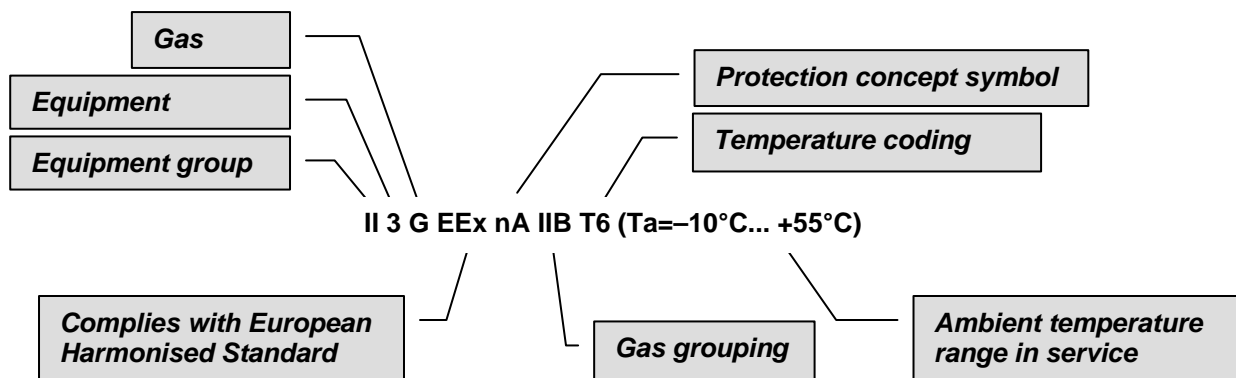 Gas
Equipment
Equipment group
Protection concept symbol
Temperature coding
II 3 G EEx nA IIB T6 (Ta=–10°C... +55°C)
Complies with European
Harmonised Standard
Gas grouping
Ambient temperature
range in service